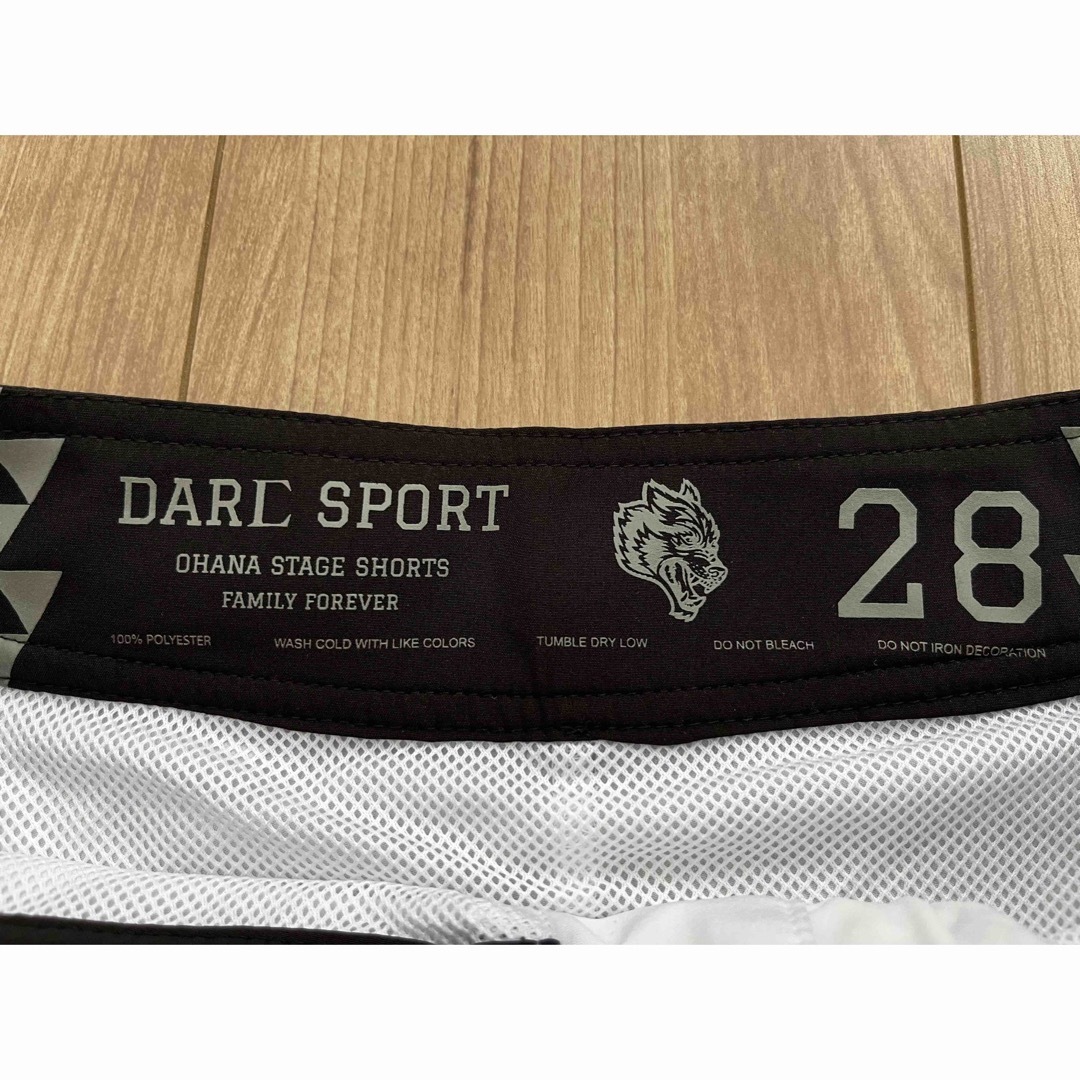 DARC SPORT
OHANA STAGE SHORTS
FAMILY FOREVER
28
100% POLYESTER WASH COLD WITH LIKE COLORS TUMBLE DRY LOW DO NOT BLEACH DO NOT IRON DECORATION